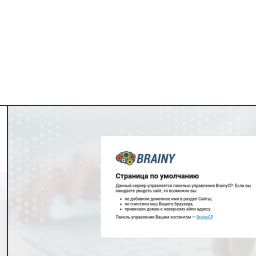 BRAINY
Страница по умолчанию
Данный сервер управляется панелью управления BrainyCP. Если вы
ожидаете увидеть сайт, то возможно вы:
не добавили доменное имя в раздел Сайты;
не очистили кеш Вашего браузера;
привязали домен к неверному айпи адресу.
Панель управления Вашим хостингом — BrainyCP